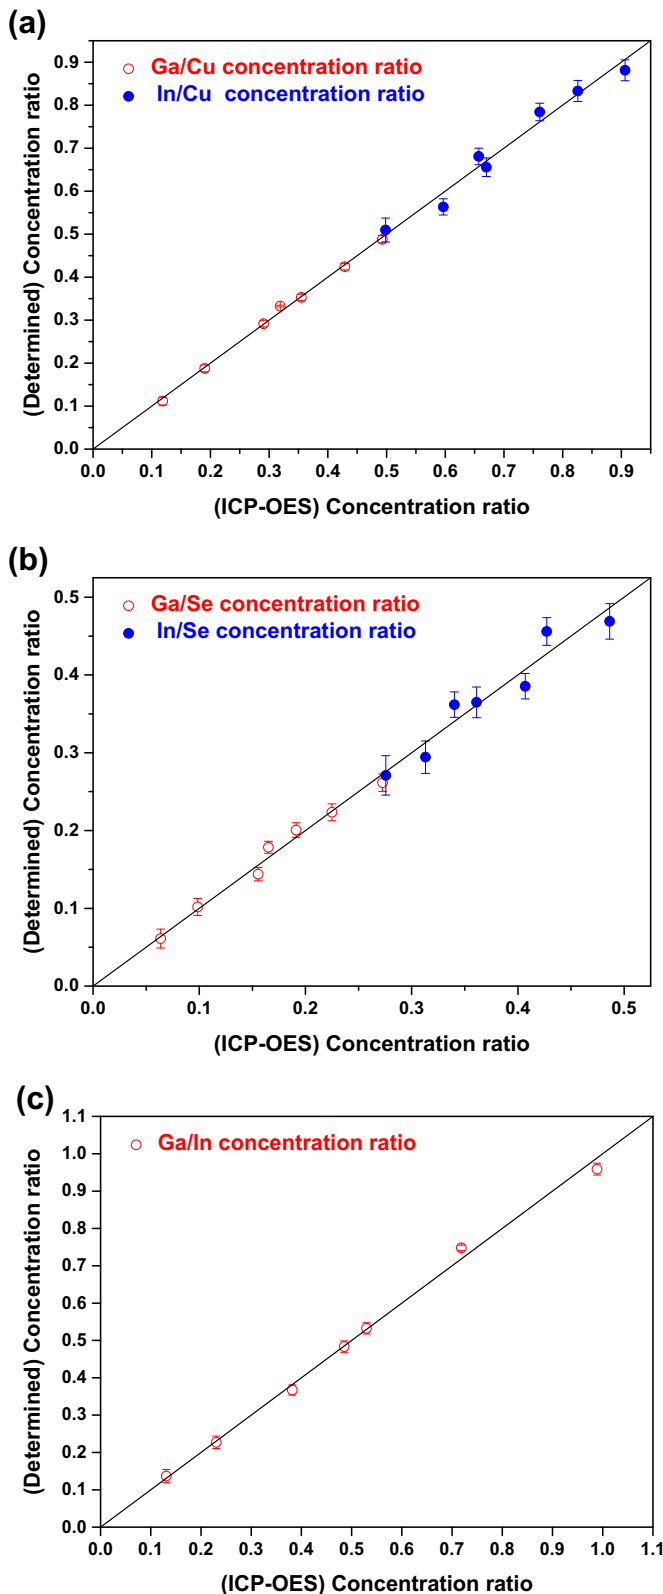 (a)
Ga/Cu concentration ratio
In/Cu concentration ratio
(Determined) Concentration ratio
0.9
0.8
0.7
0.6
0.5
0.4
0.3
0.2
0.1
0.0
0.0 0.1 0.2 0.3 0.4 0.5 0.6 0.7 0.8 0.9
(ICP-OES) Concentration ratio
(b)
Ga/Se concentration ratio
In/Se concentration ratio
(Determined) Concentration ratio
0.5
0.4
0.3
0.2
0.1
0.0
0.0 0.1 0.2 0.3 0.4 0.5
(ICP-OES) Concentration ratio
(c)
Ga/In concentration ratio
(Determined) Concentration ratio
1.1
1.0
0.9
0.8
0.7
0.6
0.5
0.4
0.3
0.2
0.1
0.0
0.0 0.1 0.2 0.3 0.4 0.5 0.6 0.7 0.8 0.9 1.0 1.1
(ICP-OES) Concentration ratio